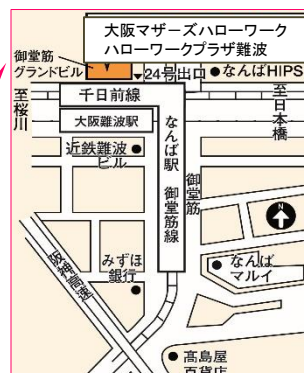 大阪マザーズハローワーク
ハローワークプラザ難波
御堂筋
グランドビル
24号出口
なんばHIPS
至桜川
千日前線
至日本橋
大阪難波駅
なんば駅 御堂筋線
御堂筋
近鉄難波
ビル
N
阪神高速
みずほ
銀行
なんば
マルイ
髙島屋
百貨店